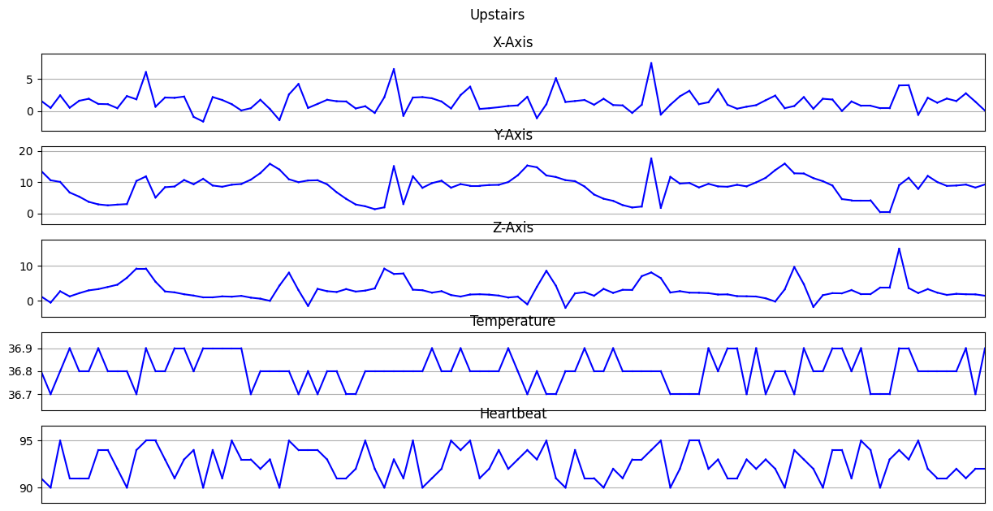 Upstairs
X-Axis
5
0
Y-Axis
20
10
0
Z-Axis
10
0
Temperature
36.9
36.8
36.7
Heartbeat
95
90